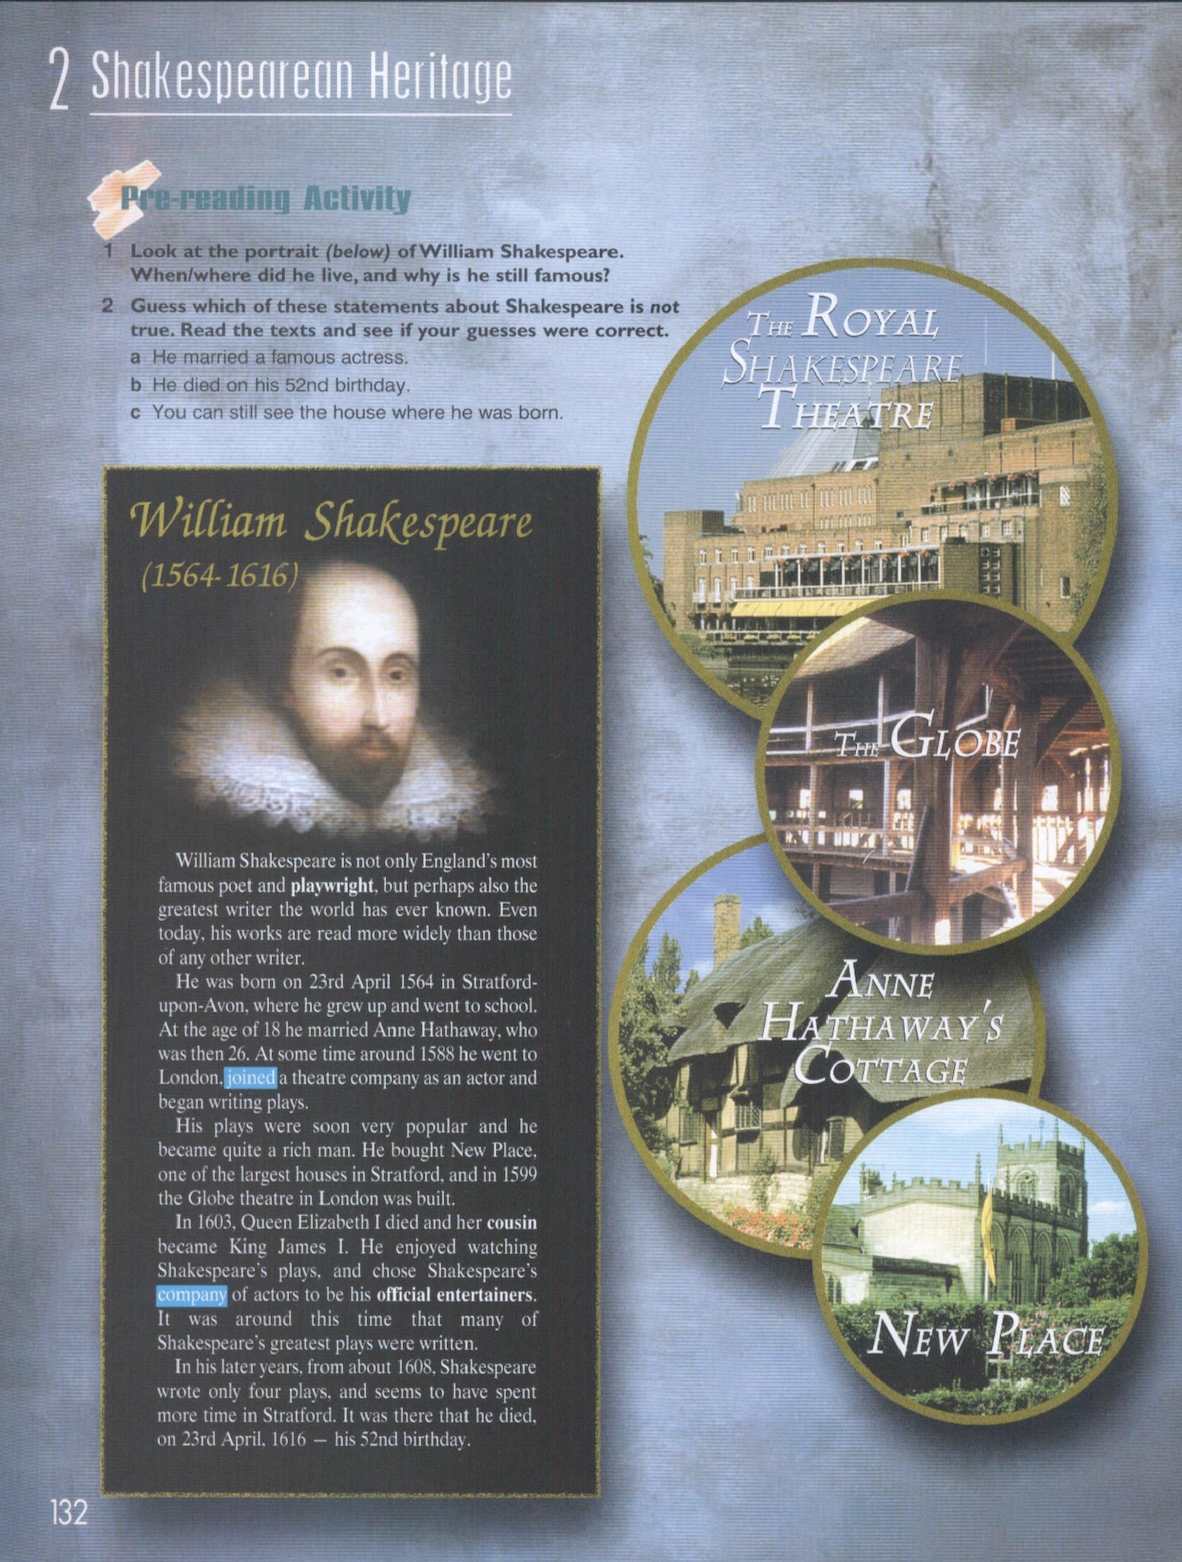 2 Shakespearean Heritage
Pre-reading Activity
1 Look at the portrait (below) of William Shakespeare.
When/where did he live, and why is he still famous?
2 Guess which of these statements about Shakespeare is not
true. Read the texts and see if your guesses were correct.
a He married a famous actress.
b He died on his 52nd birthday.
c You can still see the house where he was born.
William Shakespeare
(1564-1616)
William Shakespeare is not only England's most
famous poet and playwright, but perhaps also the
greatest writer the world has ever known. Even
today, his works are read more widely than those
of any other writer.
He was born on 23rd April 1564 in Stratford-
upon-Avon, where he grew up and went to school.
At the age of 18 he married Anne Hathaway, who
was then 26. At some time around 1588 he went to
London, joined a theatre company as an actor and
began writing plays.
His plays were soon very popular and he
became quite a rich man. He bought New Place,
one of the largest houses in Stratford, and in 1599
the Globe theatre in London was built.
In 1603, Queen Elizabeth I died and her cousin
became King James I. He enjoyed watching
Shakespeare's plays, and chose Shakespeare's
company of actors to be his official entertainers.
It was around this time that many of
Shakespeare's greatest plays were written.
In his later years, from about 1608, Shakespeare
wrote only four plays, and seems to have spent
more time in Stratford. It was there that he died,
on 23rd April, 1616 — his 52nd birthday.
THE ROYAL
SHAKESPEARE
THEATRE
THE GLOBE
ANNE
HATHAWAY'S
COTTAGE
NEW PLACE
132